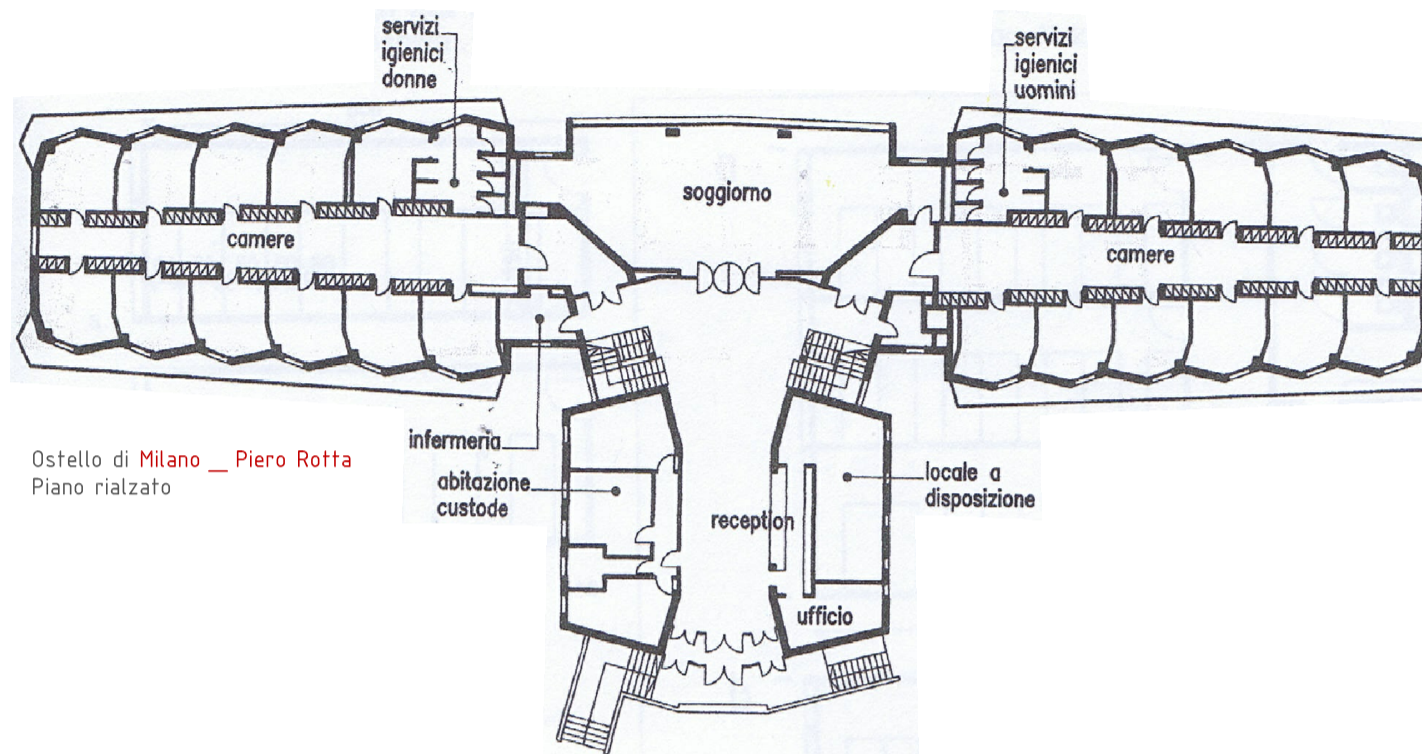 servizi
igienici
donne
servizi
igienici
uomini
soggiorno
camere
camere
infermeria
abitazione
custode
reception
locale a
disposizione
ufficio
Ostello di Milano _ Piero Rotta
Piano rialzato